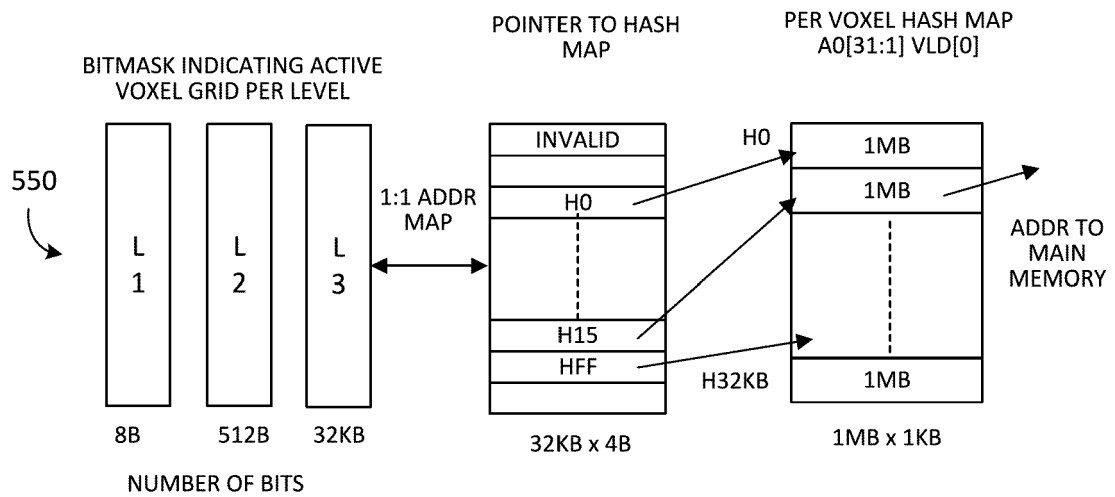 POINTER TO HASH
MAP
PER VOXEL HASH MAP
A0[31:1] VLD[0]
BITMASK INDICATING ACTIVE
VOXEL GRID PER LEVEL
550
L
1
L
2
L
3
8B
512B
32KB
NUMBER OF BITS
1:1 ADDR
MAP
INVALID
H0
H15
HFF
32KB x 4B
H0
H32KB
1MB
1MB
1MB
1MB x 1KB
ADDR TO
MAIN
MEMORY